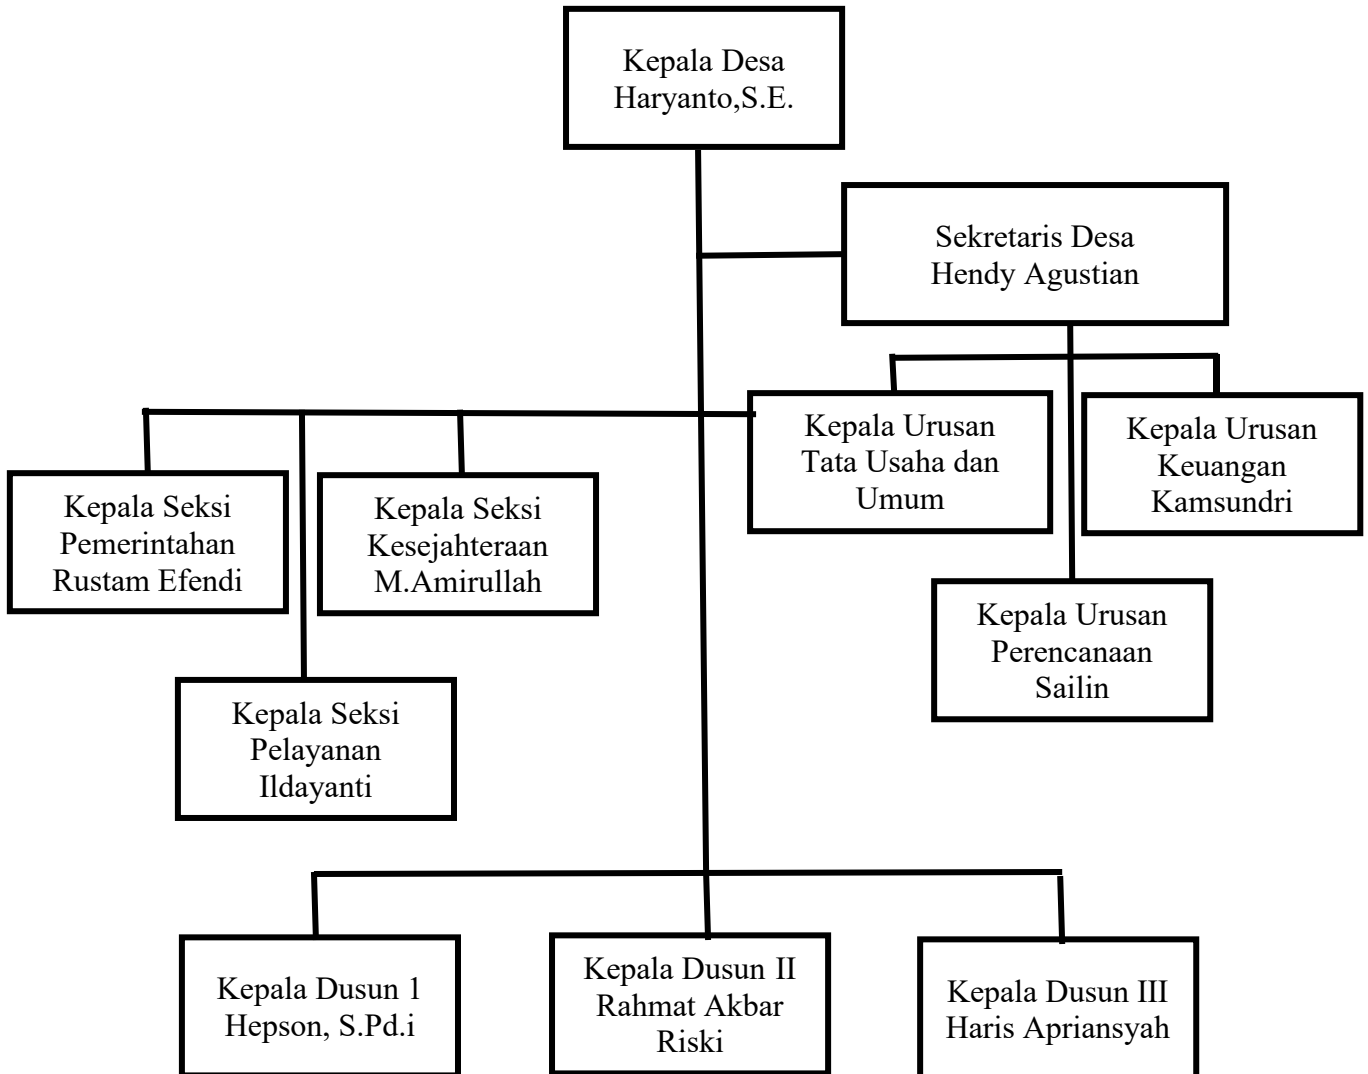 Kepala Desa
Haryanto,S.E.
Sekretaris Desa
Hendy Agustian
Kepala Urusan
Tata Usaha dan
Umum
Kepala Urusan
Keuangan
Kamsundri
Kepala Seksi
Pemerintahan
Rustam Efendi
Kepala Seksi
Kesejahteraan
M.Amirullah
Kepala Urusan
Perencanaan
Sailin
Kepala Seksi
Pelayanan
Ildayanti
Kepala Dusun 1
Hepson, S.Pd.i
Kepala Dusun II
Rahmat Akbar
Riski
Kepala Dusun III
Haris Apriansyah